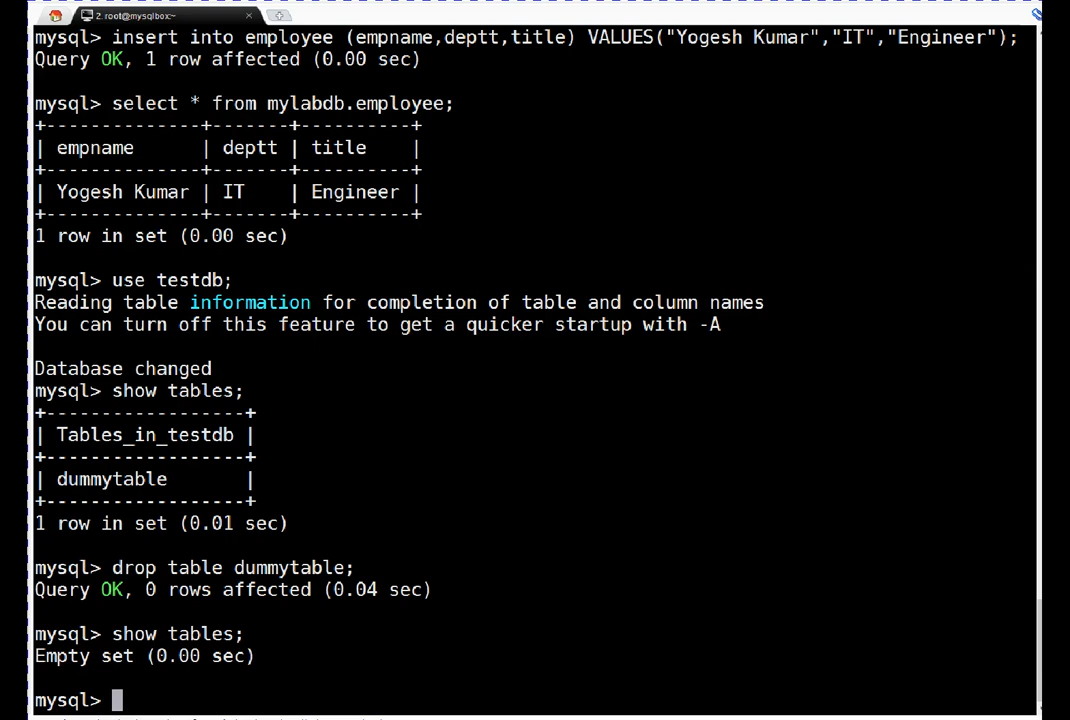 2. root@mysqlbox:~
mysql> insert into employee (empname,deptt,title) VALUES("Yogesh Kumar","IT","Engineer");
Query OK, 1 row affected (0.00 sec)
mysql> select * from mylabdb.employee;
+--------------+-------+----------+
| empname      | deptt | title    |
+--------------+-------+----------+
| Yogesh Kumar | IT    | Engineer |
+--------------+-------+----------+
1 row in set (0.00 sec)
mysql> use testdb;
Reading table information for completion of table and column names
You can turn off this feature to get a quicker startup with -A
Database changed
mysql> show tables;
+------------------+
| Tables_in_testdb |
+------------------+
| dummytable       |
+------------------+
1 row in set (0.01 sec)
mysql> drop table dummytable;
Query OK, 0 rows affected (0.04 sec)
mysql> show tables;
Empty set (0.00 sec)
mysql>